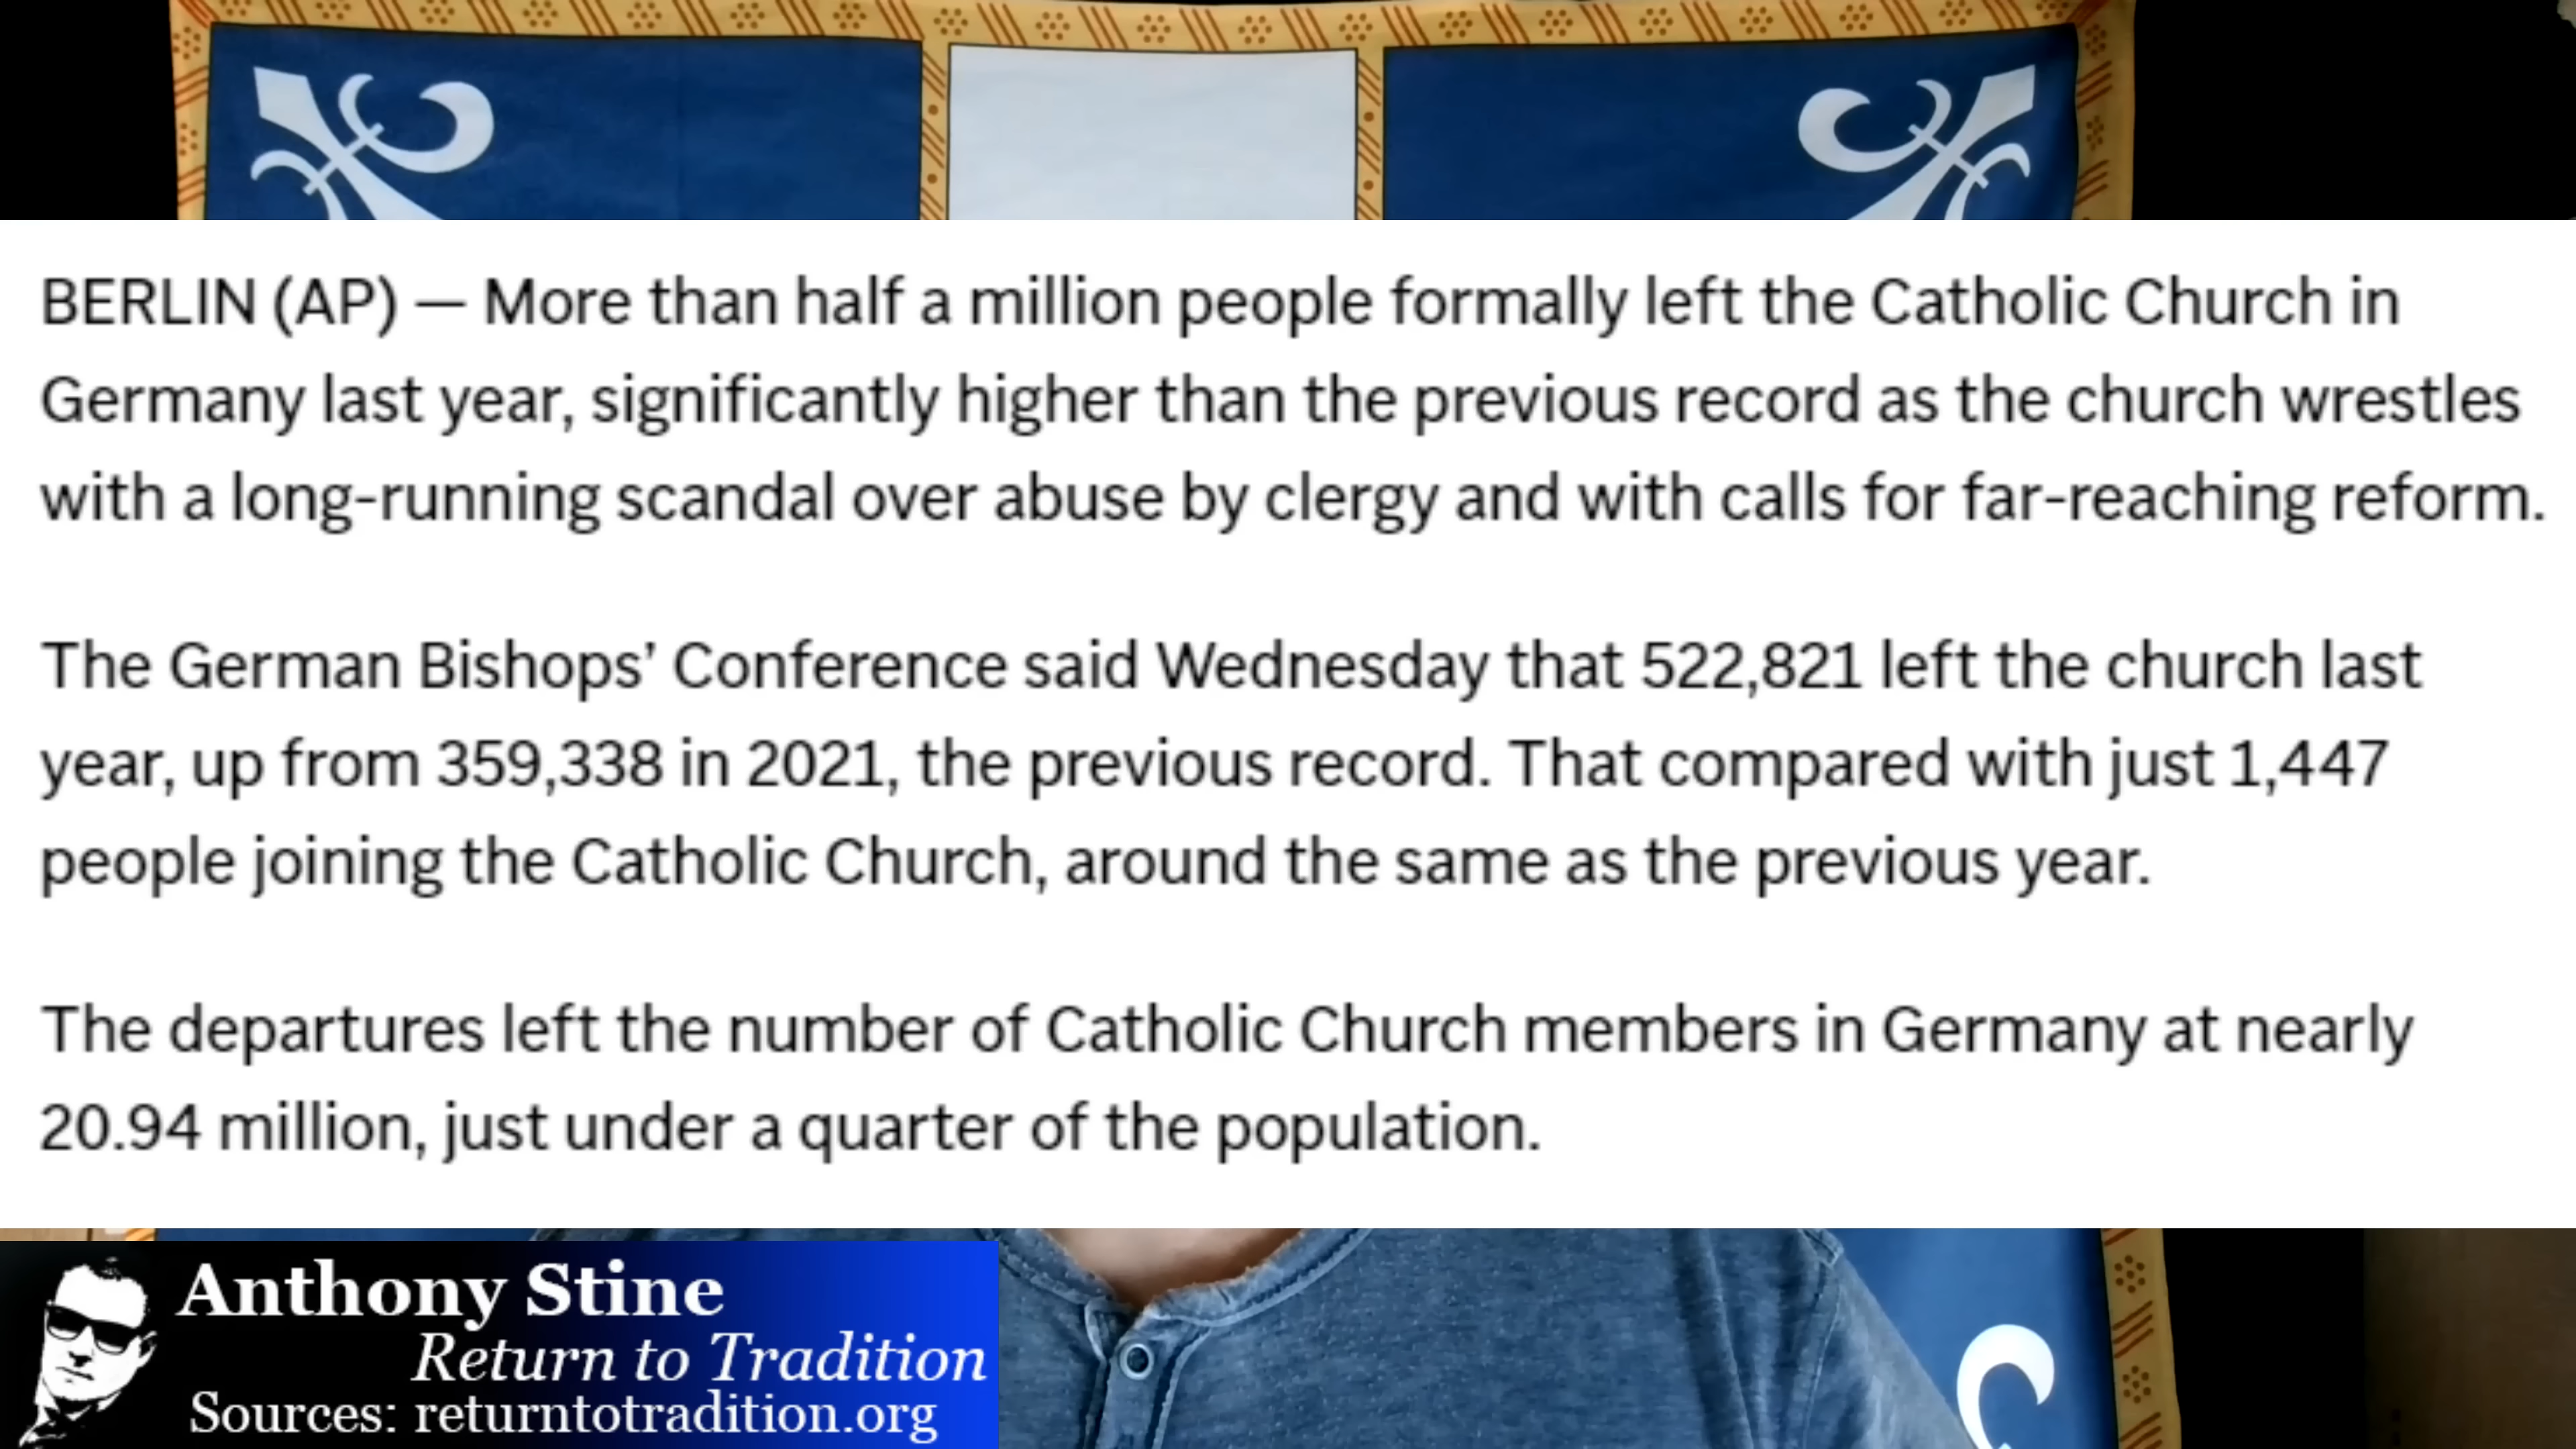 BERLIN (AP) — More than half a million people formally left the Catholic Church in
Germany last year, significantly higher than the previous record as the church wrestles
with a long-running scandal over abuse by clergy and with calls for far-reaching reform.
The German Bishops’ Conference said Wednesday that 522,821 left the church last
year, up from 359,338 in 2021, the previous record. That compared with just 1,447
people joining the Catholic Church, around the same as the previous year.
The departures left the number of Catholic Church members in Germany at nearly
20.94 million, just under a quarter of the population.
Anthony Stine
Return to Tradition
Sources: returntotradition.org